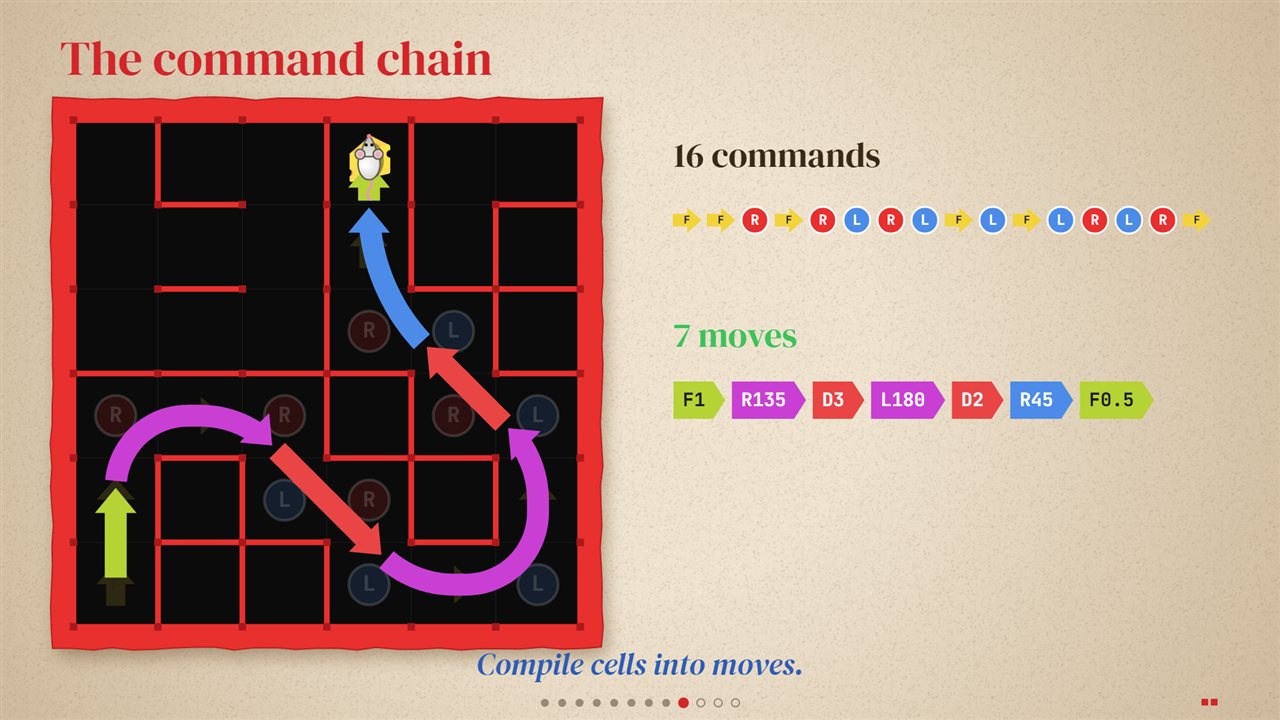 The command chain
16 commands
F F R F R L R L F L F L R L R F
7 moves
F1 R135 D3 L180 D2 R45 F0.5
R L
R R R L
L R
L L
Compile cells into moves.